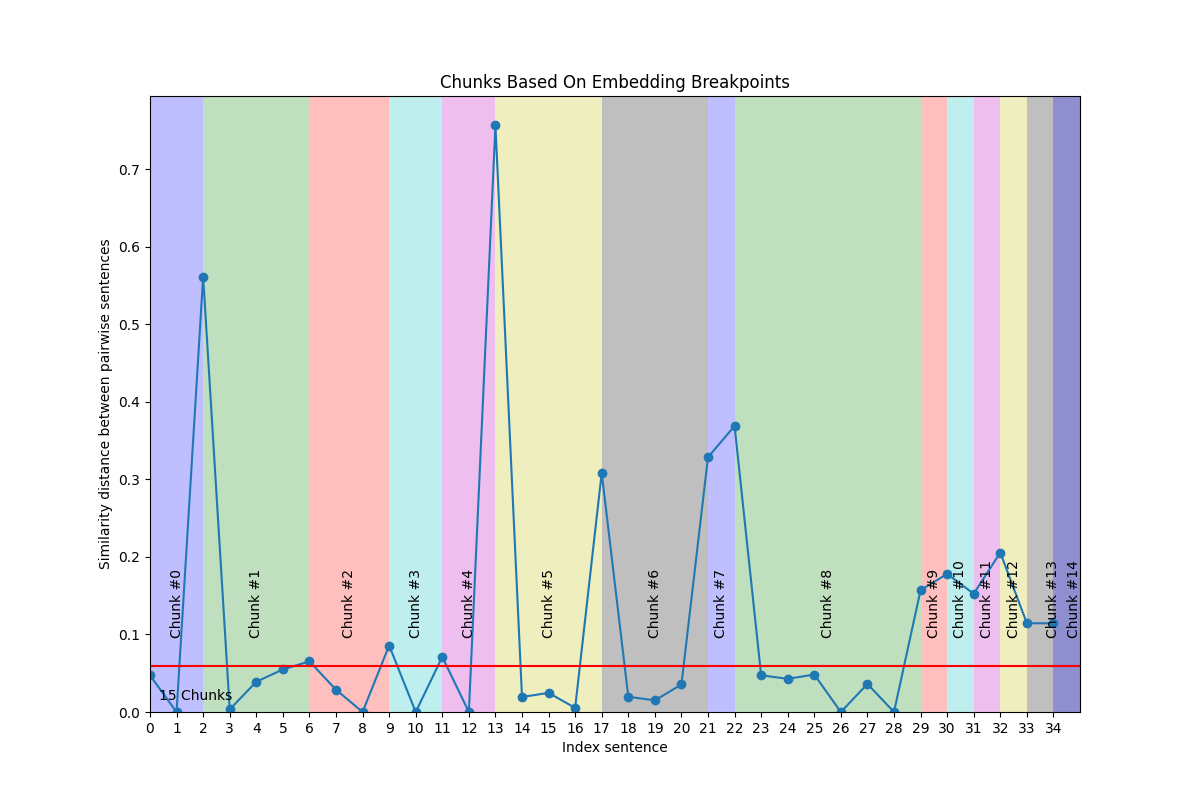 Chunks Based On Embedding Breakpoints
Similarity distance between pairwise sentences
0.7
0.6
0.5
0.4
0.3
0.2
0.1
0.0
Chunk #0
Chunk #1
Chunk #2
Chunk #3
Chunk #4
Chunk #5
Chunk #6
Chunk #7
Chunk #8
Chunk #9
Chunk #10
Chunk #11
Chunk #12
Chunk #13
Chunk #14
15 Chunks
0 1 2 3 4 5 6 7 8 9 10 11 12 13 14 15 16 17 18 19 20 21 22 23 24 25 26 27 28 29 30 31 32 33 34
Index sentence